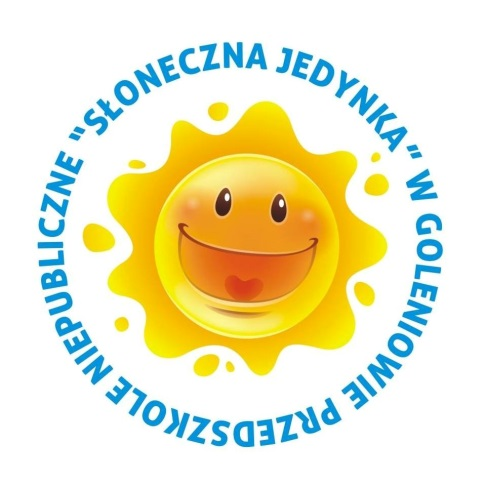 PRZEDSZKOLE NIEPUBLICZNE "SŁONECZNA JEDYNKA" W GOLENIOWIE